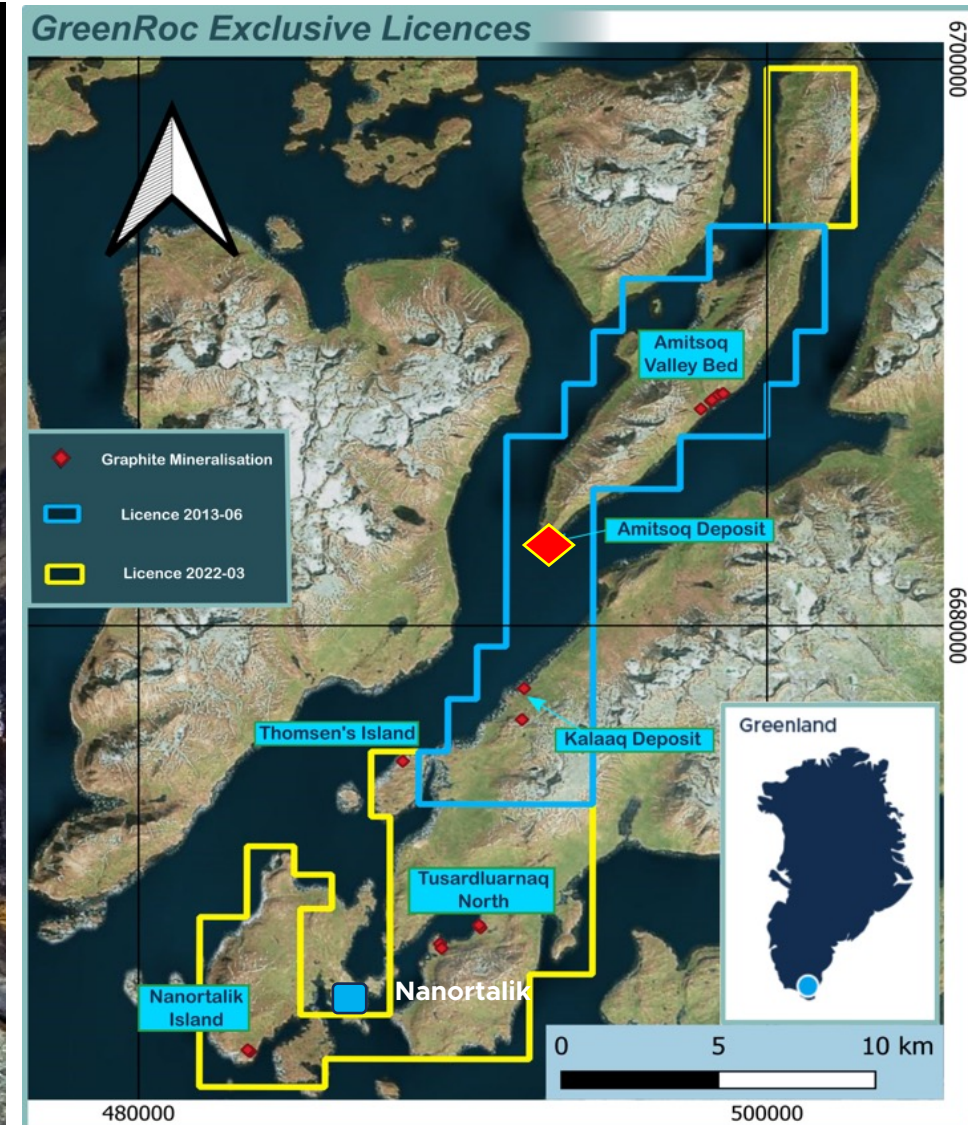 GreenRoc Exclusive Licences
6700000
Amitsoq
Valley Bed
Graphite Mineralisation
Licence 2013-06
Licence 2022-03
Amitsoq Deposit
6680000
Thomsen's Island
Kalaaq Deposit
Greenland
Tusardluarnaq
North
Nanortalik
Nanortalik
Island
0 5 10 km
480000 500000